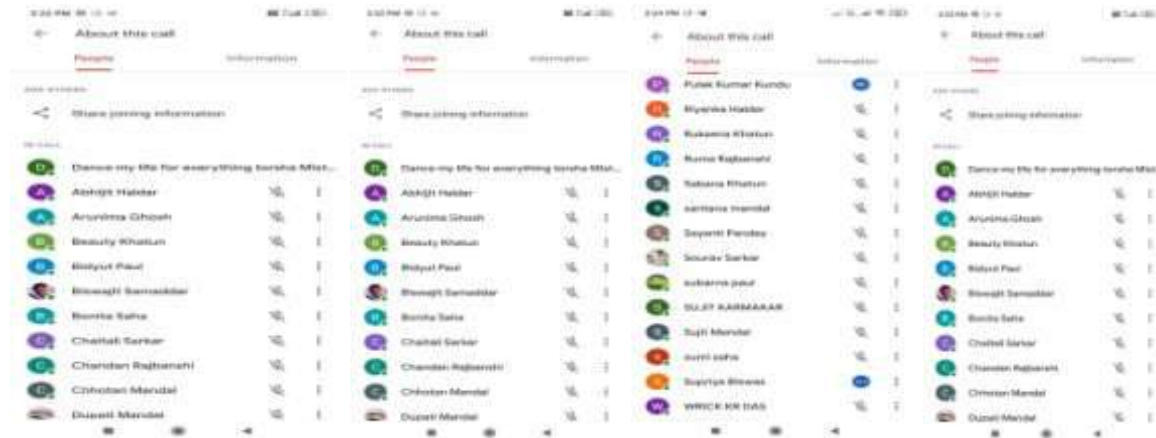 About this call
People Information
Share joining information
Dance my life for everything torsha Mist...
Abhijit Halder
Arunima Ghosh
Beauty Khatun
Bidyut Paul
Biswajit Samaddar
Bonita Saha
Chaitali Sarkar
Chandan Rajbanshi
Chhotan Mandal
Dupati Mandal
About this call
People Information
Share joining information
Dance my life for everything torsha Mist...
Abhijit Halder
Arunima Ghosh
Beauty Khatun
Bidyut Paul
Biswajit Samaddar
Bonita Saha
Chaitali Sarkar
Chandan Rajbanshi
Chhotan Mandal
Dupati Mandal
About this call
People Information
Pulak Kumar Kundu
Riyanka Halder
Rukaena Khatun
Ruma Rajbanshi
Sabana Khatun
santana mandal
Sayanti Pandey
Sourav Sarkar
subarna paul
SUJIT KARMAKAR
Sujit Mandal
sumi saha
Supriya Biswas
WRICK KR DAS
About this call
People Information
Share joining information
Dance my life for everything torsha Mist
Abhijit Halder
Arunima Ghosh
Beauty Khatun
Bidyut Paul
Biswajit Samaddar
Bonita Saha
Chaitali Sarkar
Chandan Rajbanshi
Chhotan Mandal
Dupati Mandal